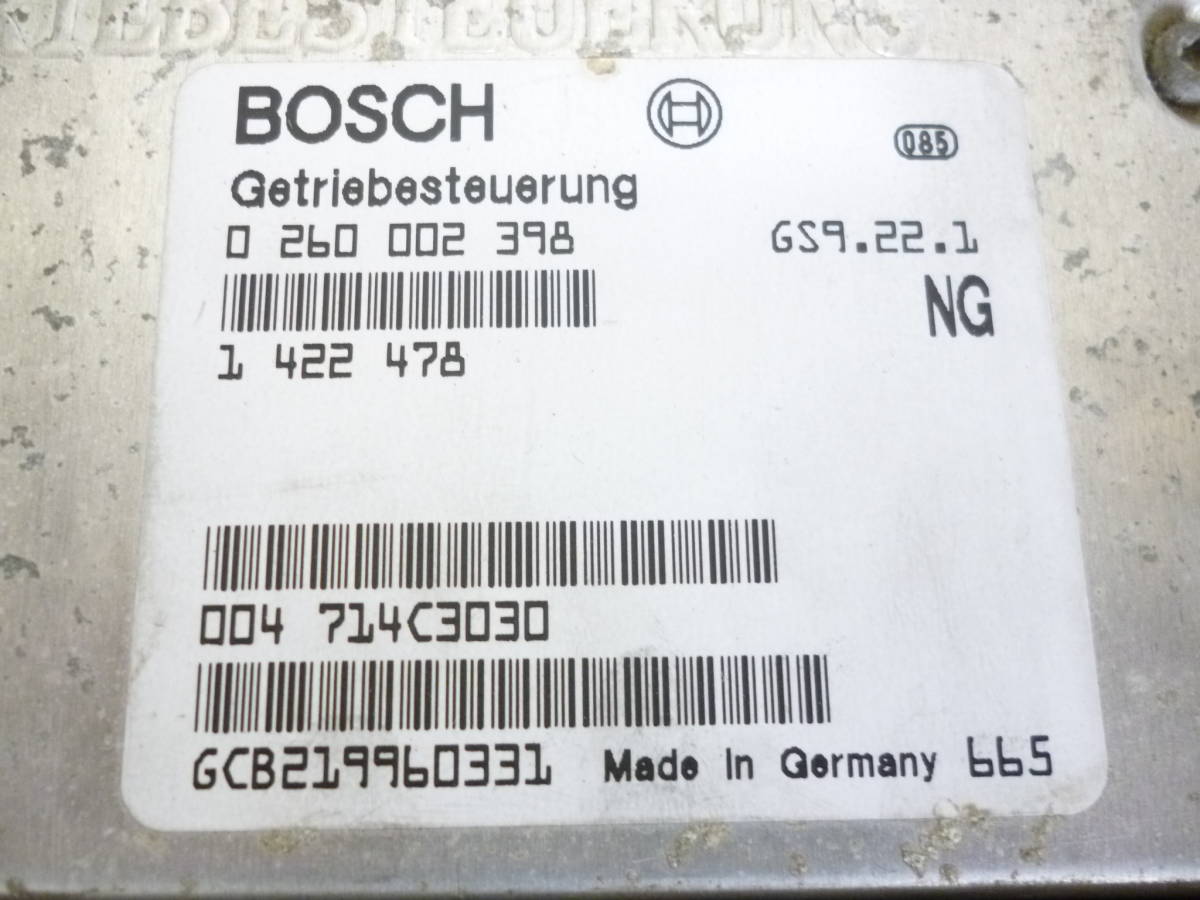 BOSCH
085
Getriebesteuerung
0 260 002 398 GS9.22.1
NG
1 422 478
004 714C3030
GCB219960331 Made In Germany 665